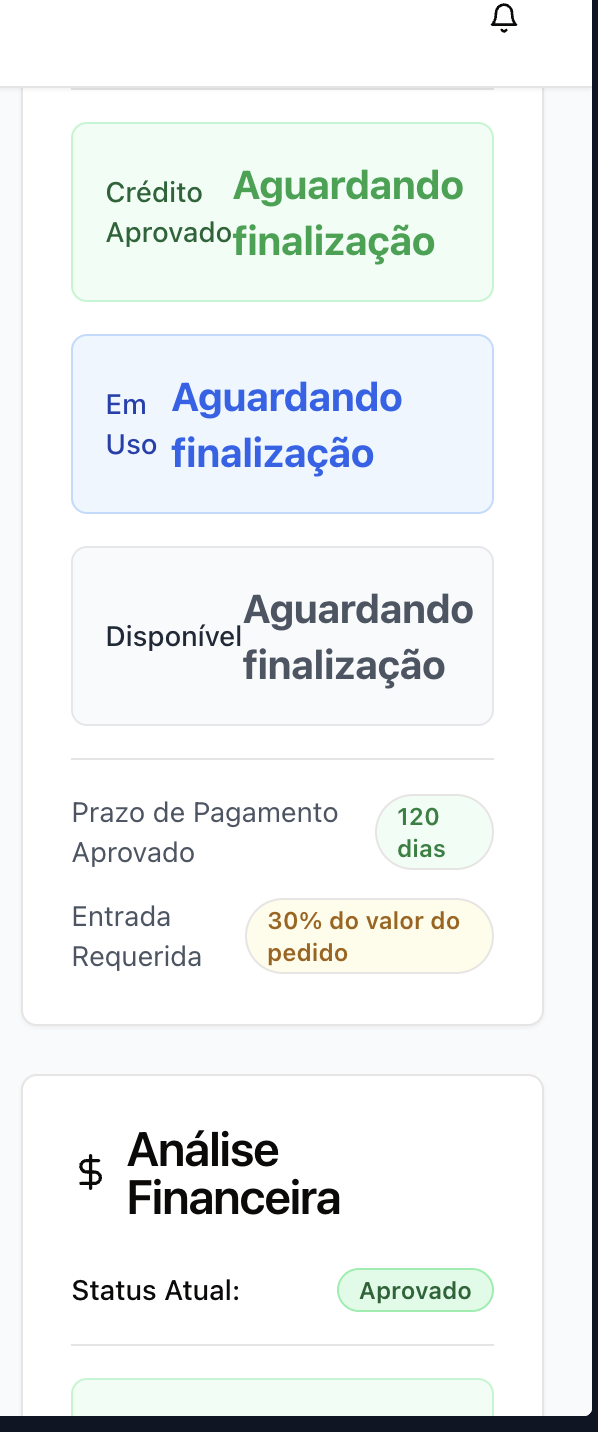 Crédito
Aprovado
Aguardando
finalização
Em
Uso
Aguardando
finalização
Disponível
Aguardando
finalização
Prazo de Pagamento
Aprovado
120
dias
Entrada
Requerida
30% do valor do
pedido
$ Análise
Financeira
Status Atual:
Aprovado